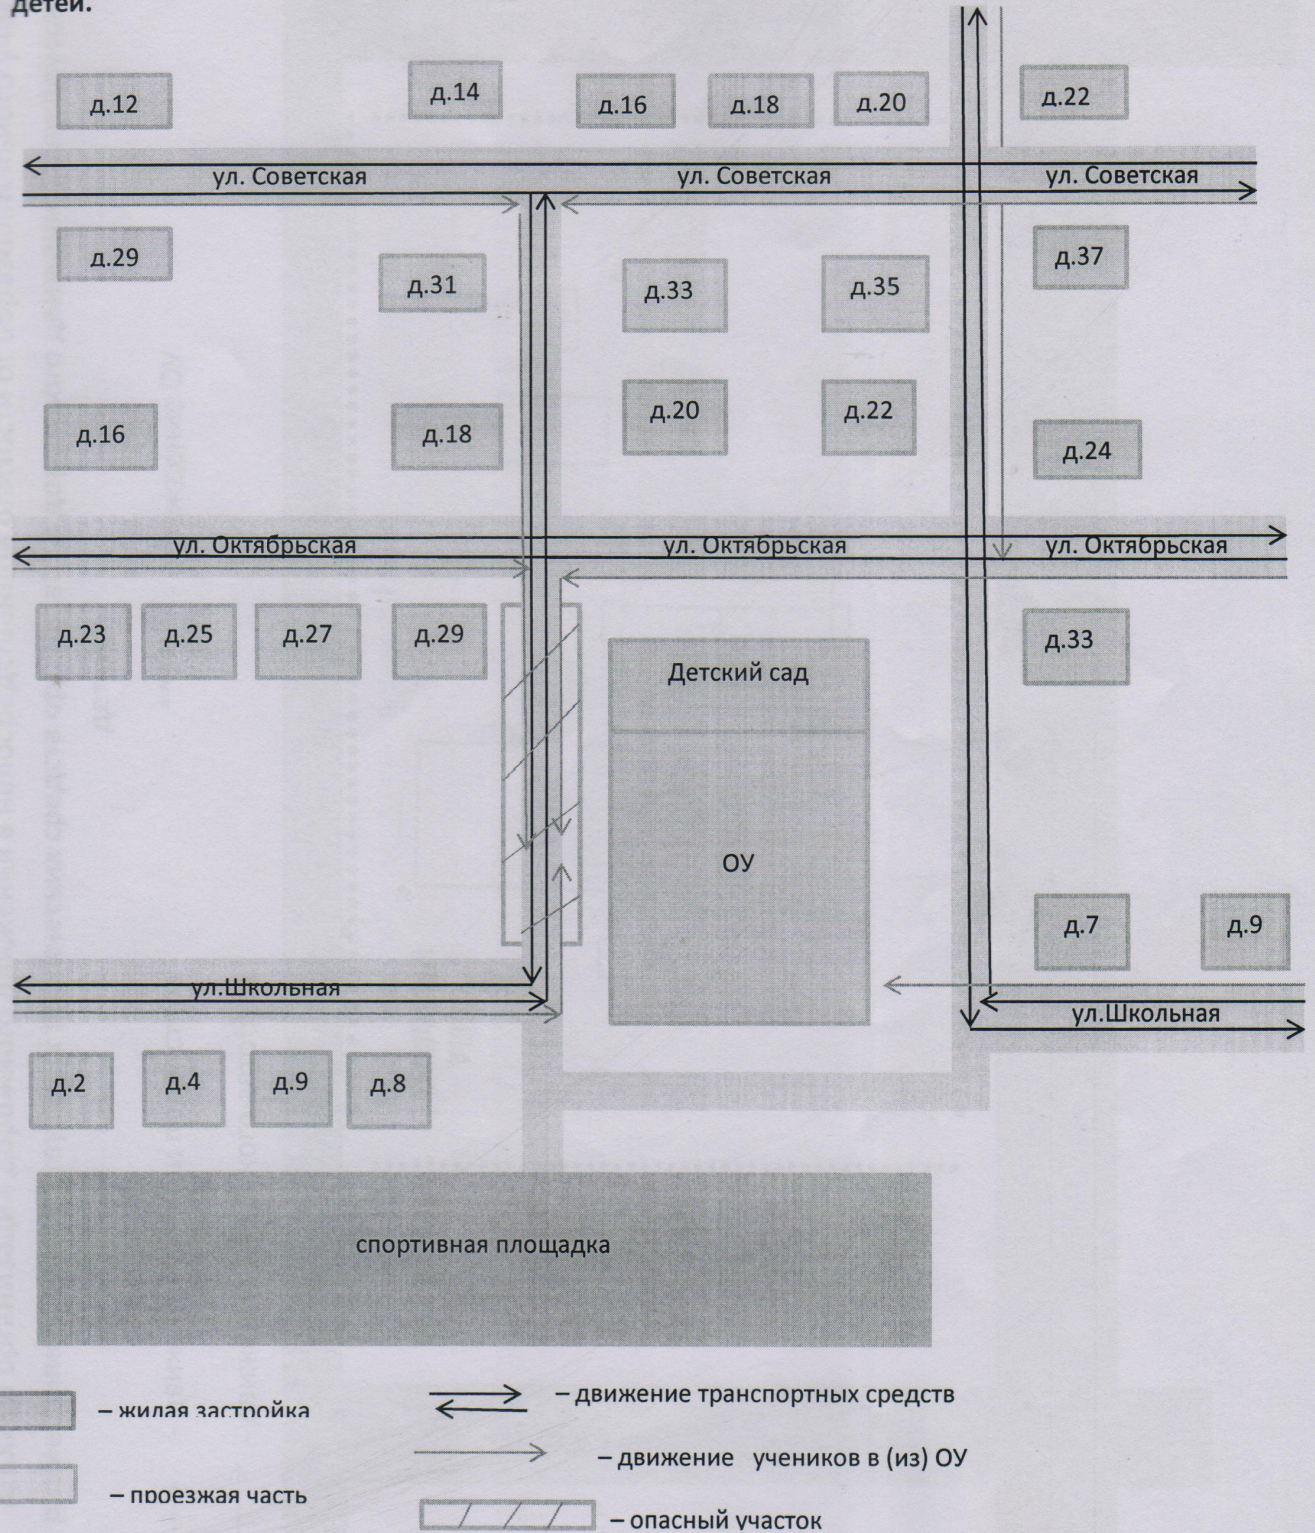 детей.
д.12
д.14
д.16
д.18
д.20
д.22
ул. Советская
ул. Советская
ул. Советская
д.29
д.31
д.33
д.35
д.37
д.16
д.18
д.20
д.22
д.24
ул. Октябрьская
ул. Октябрьская
ул. Октябрьская
д.23
д.25
д.27
д.29
Детский сад
д.33
ОУ
д.7
д.9
ул.Школьная
ул.Школьная
д.2
д.4
д.9
д.8
спортивная площадка
– жилая застройка
– движение транспортных средств
– движение учеников в (из) ОУ
– проезжая часть
– опасный участок